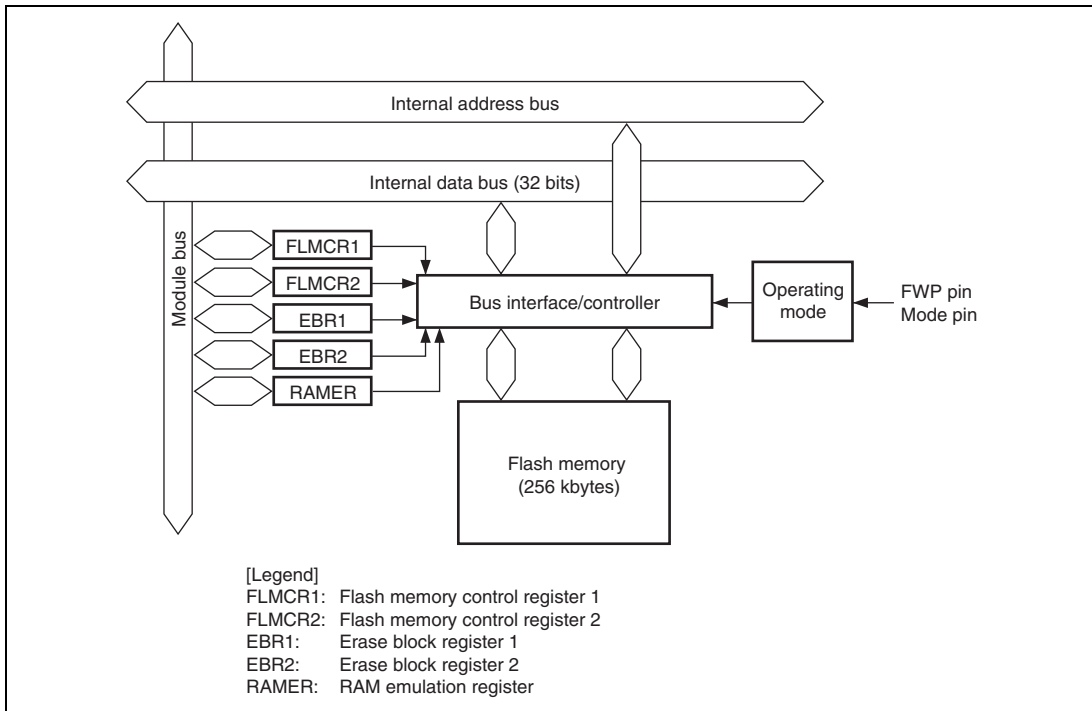 Internal address bus
Internal data bus (32 bits)
Module bus
FLMCR1
FLMCR2
EBR1
EBR2
RAMER
Bus interface/controller
Operating
mode
FWP pin
Mode pin
Flash memory
(256 kbytes)
[Legend]
FLMCR1: Flash memory control register 1
FLMCR2: Flash memory control register 2
EBR1: Erase block register 1
EBR2: Erase block register 2
RAMER: RAM emulation register